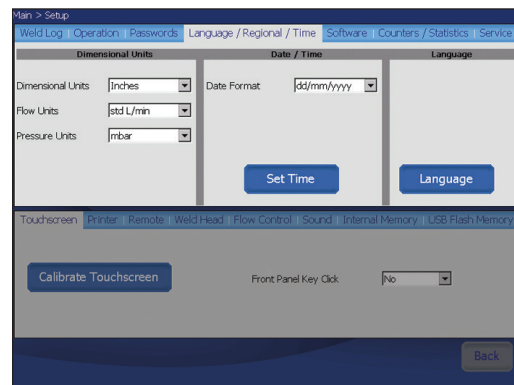 Main > Setup
Weld Log | Operation | Passwords | Language / Regional / Time | Software | Counters / Statistics | Service
Dimensional Units Date / Time Language
Dimensional Units Inches Date Format dd/mm/yyyy
Flow Units std L/min
Pressure Units mbar
Set Time Language
Touchscreen | Printer | Remote | Weld Head | Flow Control | Sound | Internal Memory | USB Flash Memory
Calibrate Touchscreen Front Panel Key Click No
Back